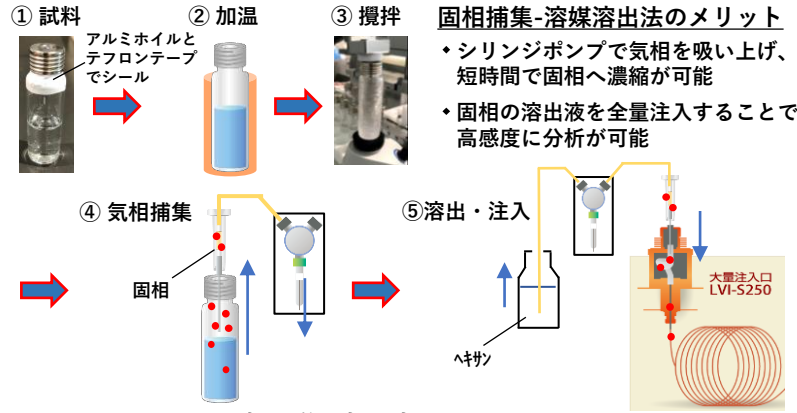 ① 試料
② 加温
③ 攪拌
固相捕集-溶媒溶出法のメリット
アルミホイルと
テフロンテープ
でシール
・シリンジポンプで気相を吸い上げ、
短時間で固相へ濃縮が可能
・固相の溶出液を全量注入することで
高感度に分析が可能
④ 気相捕集
⑤溶出・注入
固相
ﾍｷｻﾝ
大量注入口
LVI-S250